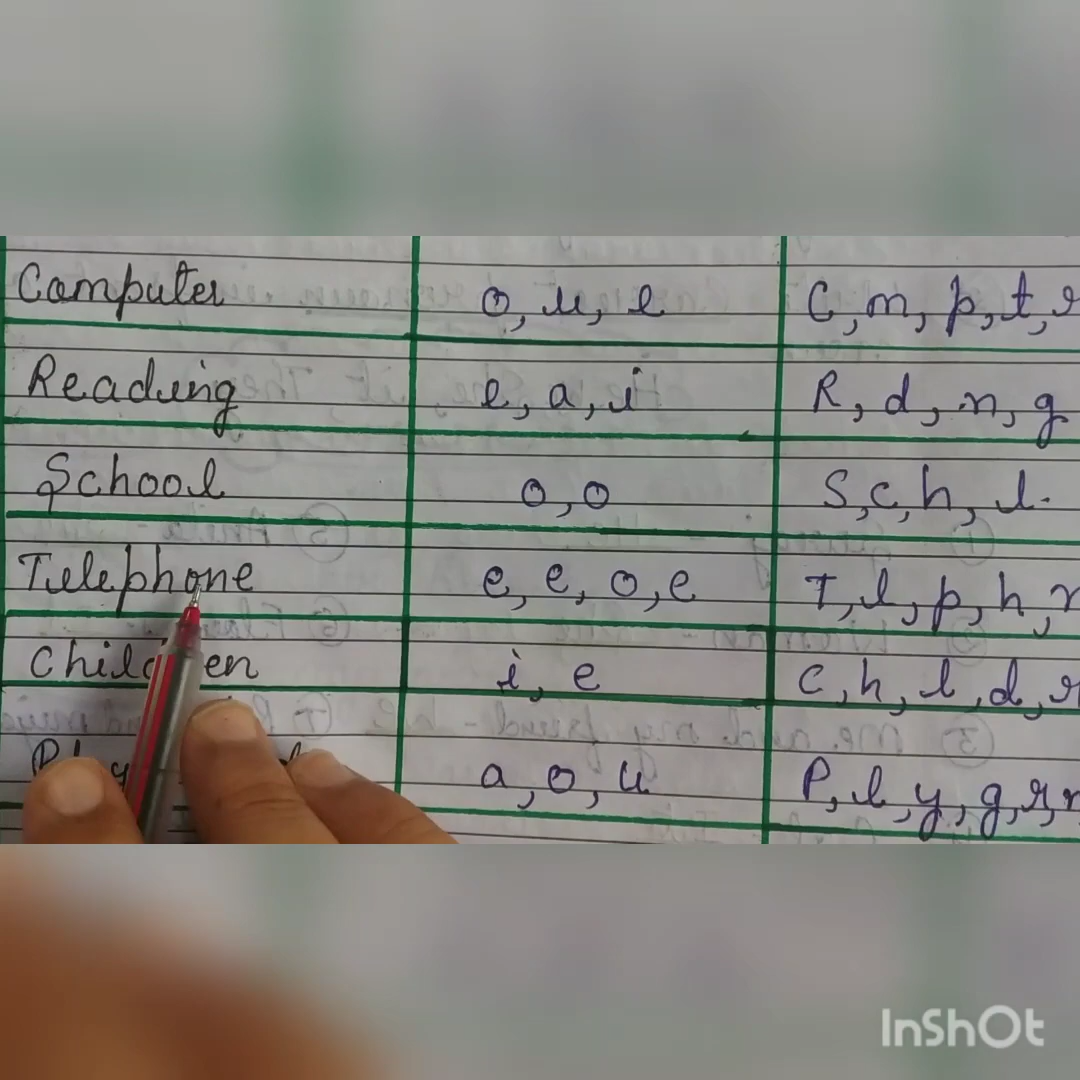 Computer o, u, e C, m, p, t, r
Reading e, a, i R, d, n, g
School o, o S, c, h, l.
Telephone e, e, o, e T, l, p, h, n
Children i, e C, h, l, d, r
a, o, u P, l, y, g, r, n
InShOt